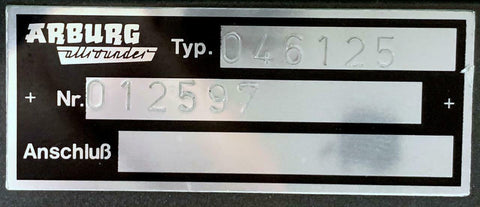 ARBURG
allrounder
Typ. 046125
Nr. 012597
Anschluß